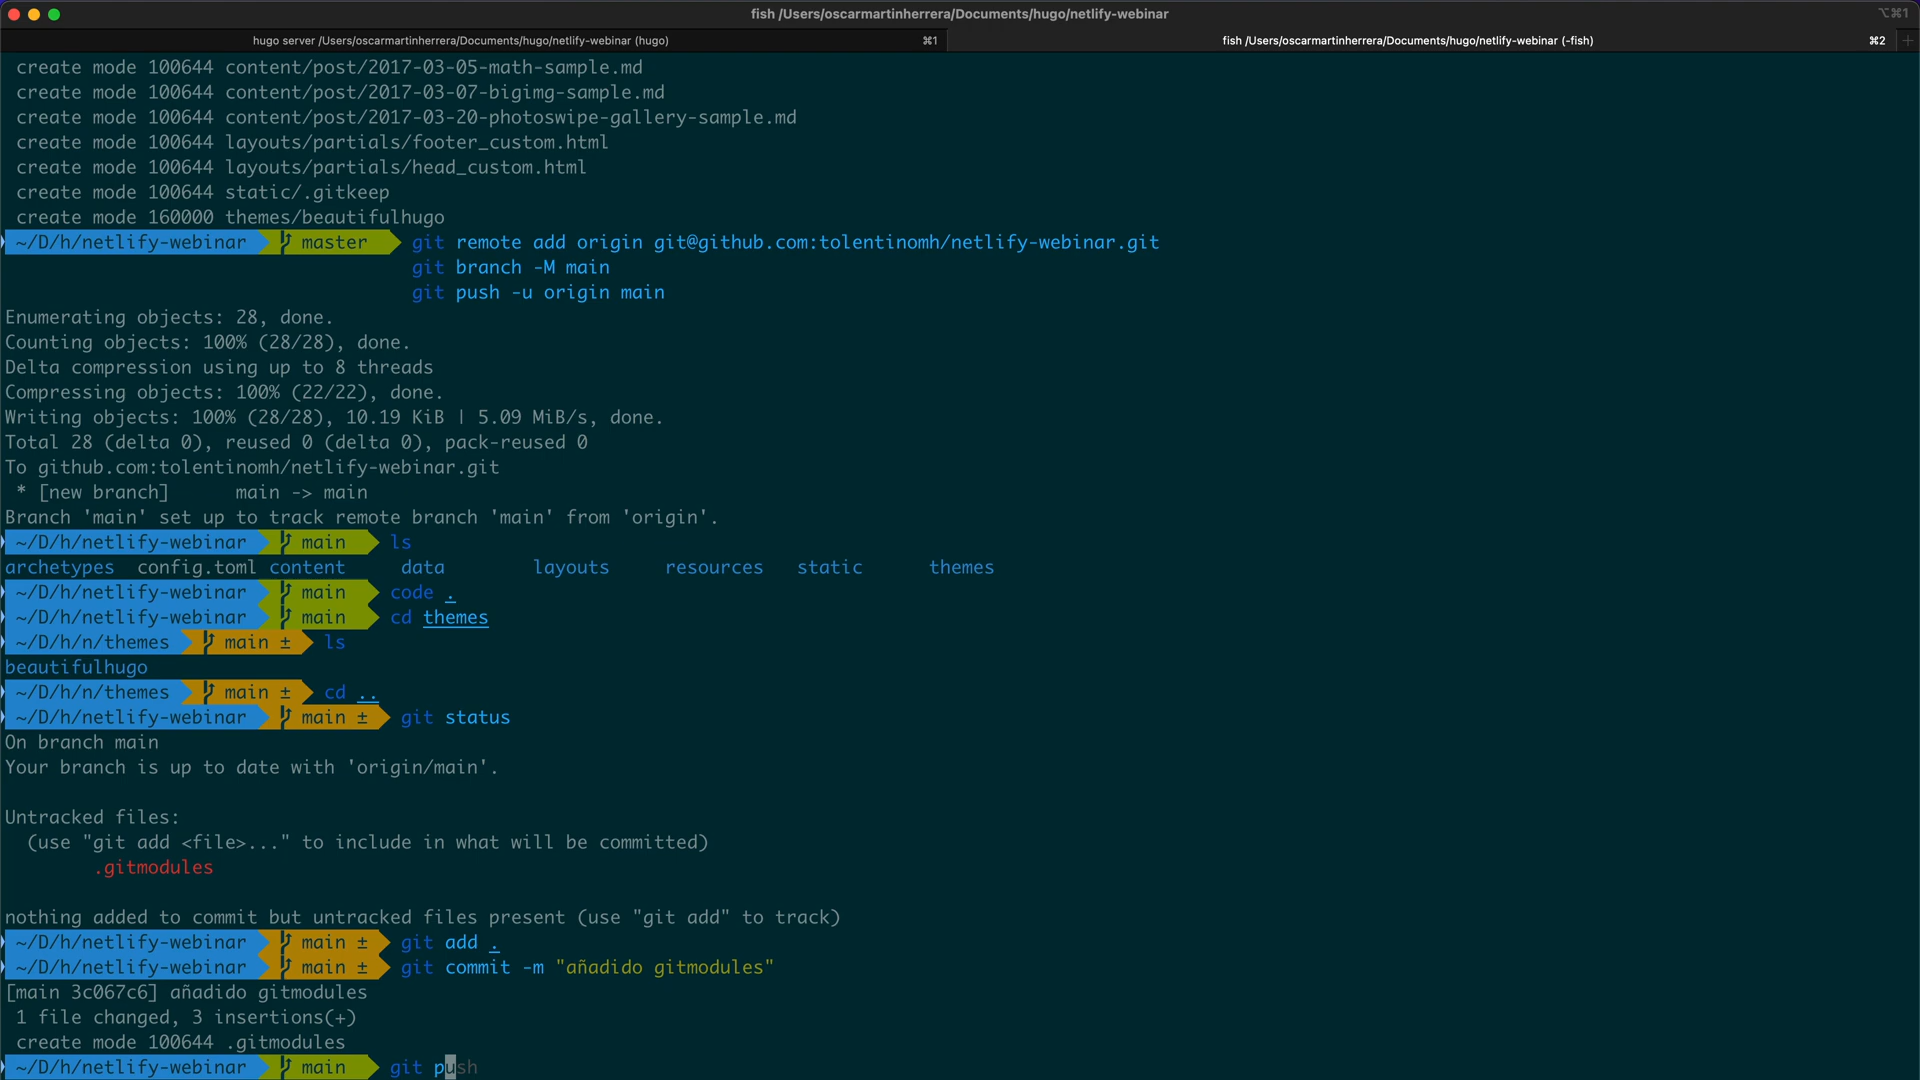 fish /Users/oscarmartinherrera/Documents/hugo/netlify-webinar
⌥⌘1
hugo server /Users/oscarmartinherrera/Documents/hugo/netlify-webinar (hugo) ⌘1
fish /Users/oscarmartinherrera/Documents/hugo/netlify-webinar (-fish) ⌘2
create mode 100644 content/post/2017-03-05-math-sample.md
create mode 100644 content/post/2017-03-07-bigimg-sample.md
create mode 100644 content/post/2017-03-20-photoswipe-gallery-sample.md
create mode 100644 layouts/partials/footer_custom.html
create mode 100644 layouts/partials/head_custom.html
create mode 100644 static/.gitkeep
create mode 160000 themes/beautifulhugo
~/D/h/netlify-webinar master git remote add origin git@github.com:tolentinomh/netlify-webinar.git
git branch -M main
git push -u origin main
Enumerating objects: 28, done.
Counting objects: 100% (28/28), done.
Delta compression using up to 8 threads
Compressing objects: 100% (22/22), done.
Writing objects: 100% (28/28), 10.19 KiB | 5.09 MiB/s, done.
Total 28 (delta 0), reused 0 (delta 0), pack-reused 0
To github.com:tolentinomh/netlify-webinar.git
* [new branch]      main -> main
Branch 'main' set up to track remote branch 'main' from 'origin'.
~/D/h/netlify-webinar main ls
archetypes config.toml content data layouts resources static themes
~/D/h/netlify-webinar main code .
~/D/h/netlify-webinar main cd themes
~/D/h/n/themes main ± ls
beautifulhugo
~/D/h/n/themes main ± cd ..
~/D/h/netlify-webinar main ± git status
On branch main
Your branch is up to date with 'origin/main'.
Untracked files:
(use "git add <file>..." to include in what will be committed)
.gitmodules
nothing added to commit but untracked files present (use "git add" to track)
~/D/h/netlify-webinar main ± git add .
~/D/h/netlify-webinar main ± git commit -m "añadido gitmodules"
[main 3c067c6] añadido gitmodules
1 file changed, 3 insertions(+)
create mode 100644 .gitmodules
~/D/h/netlify-webinar main git push